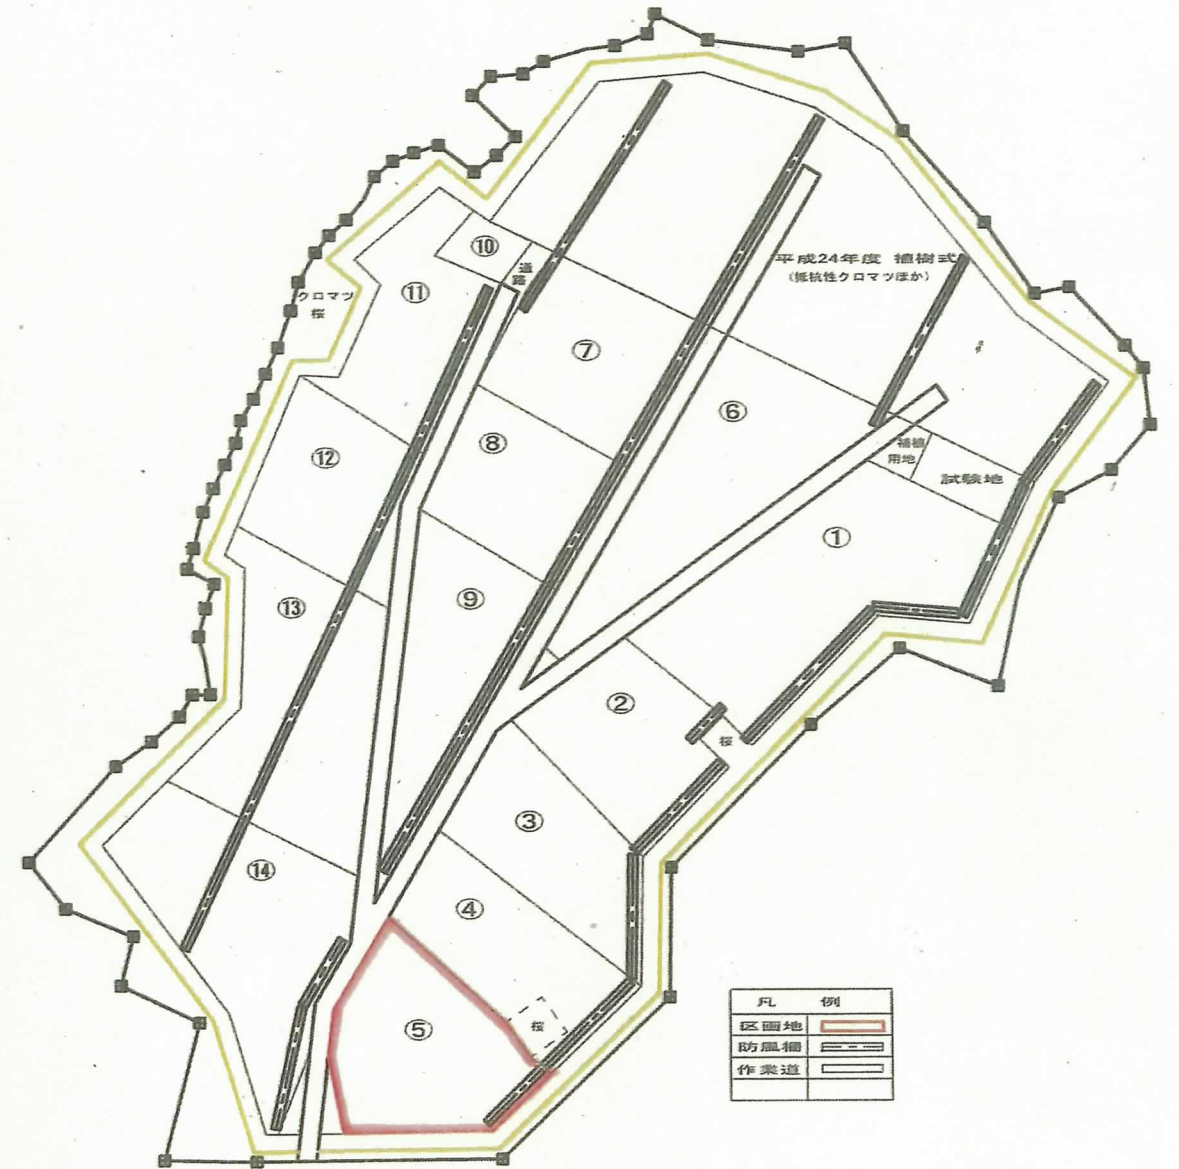 ⑩
通路
⑪
クロマツ
桜
平成24年度 植樹式
(抵抗性クロマツほか)
⑦
⑥
⑧
⑫
補植
用地
試験地
①
⑨
⑬
②
桜
③
⑭
④
⑤
桜
凡 例
区画地
防風柵
作業道